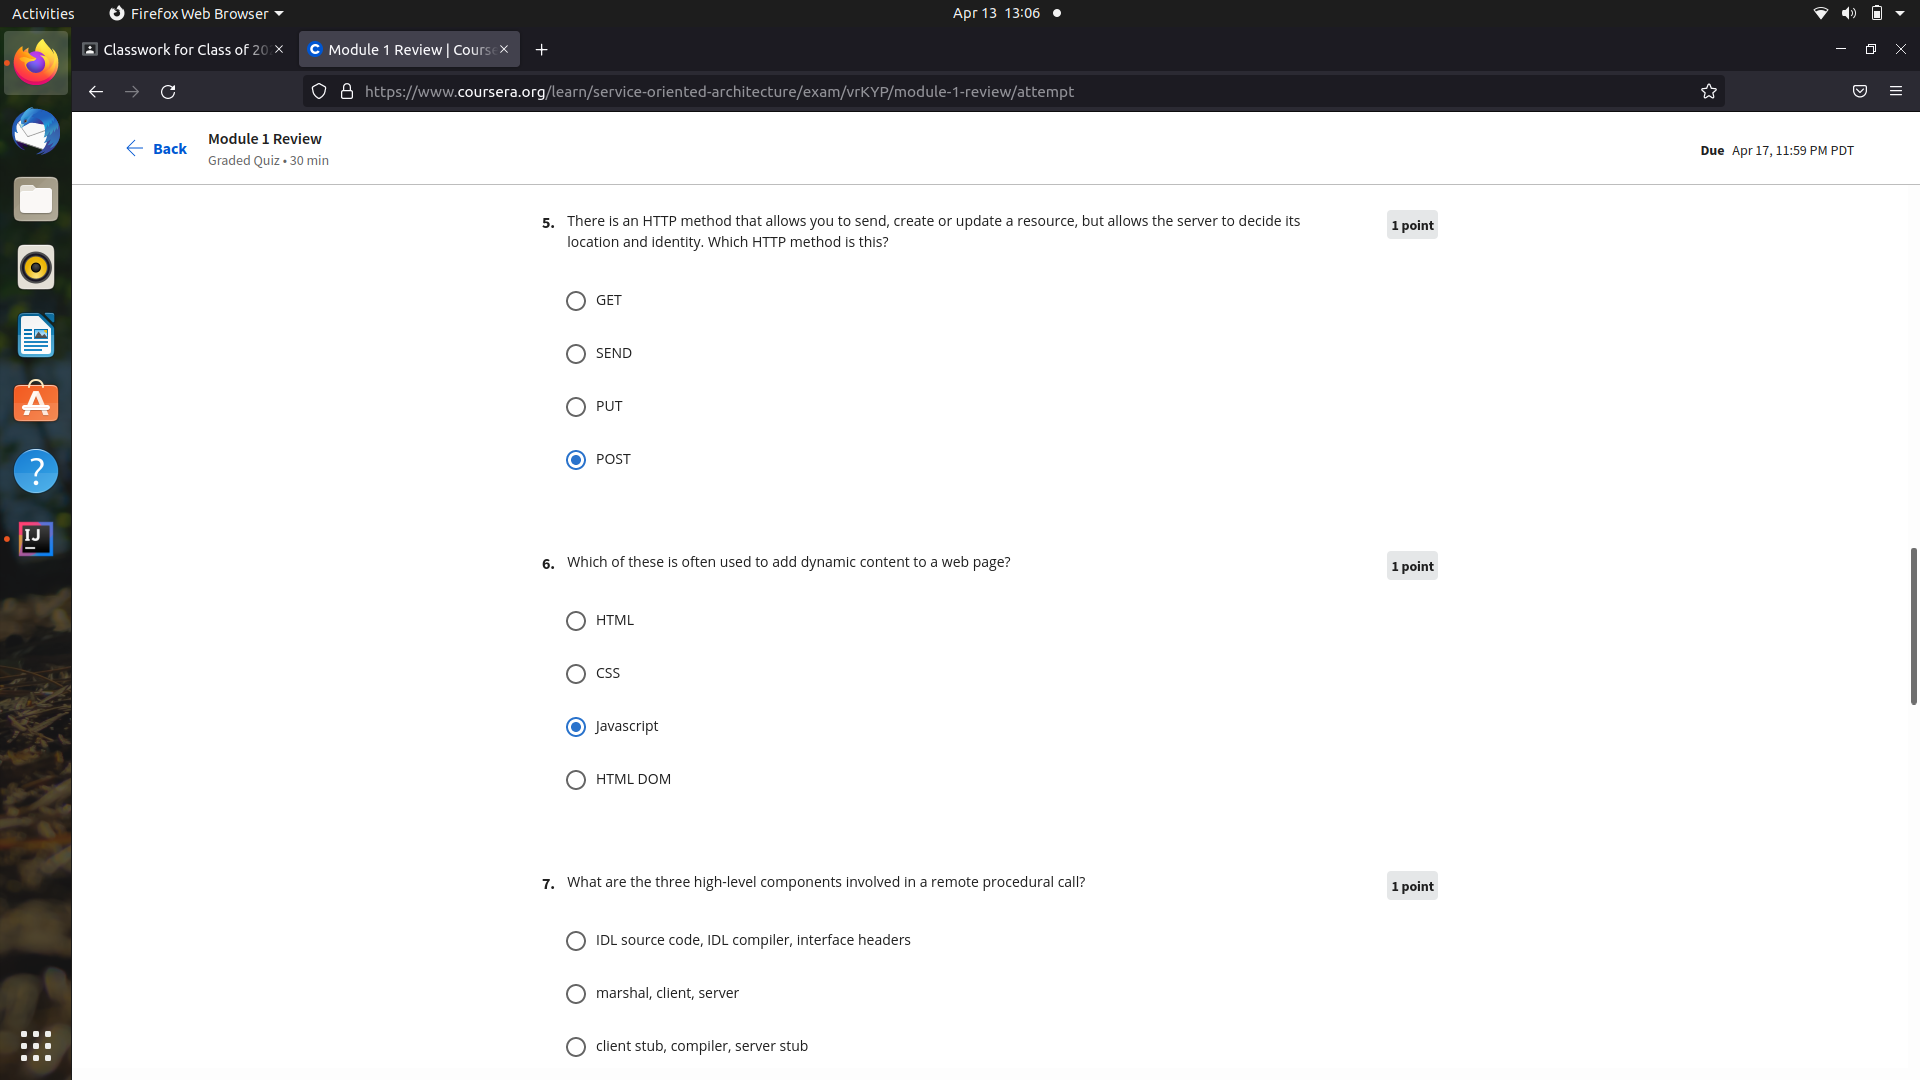 Activities
Firefox Web Browser
Apr 13 13:06
Classwork for Class of 20
Module 1 Review | Cours
https://www.coursera.org/learn/service-oriented-architecture/exam/vrKYP/module-1-review/attempt
Back
Module 1 Review
Graded Quiz • 30 min
Due Apr 17, 11:59 PM PDT
5. There is an HTTP method that allows you to send, create or update a resource, but allows the server to decide its
location and identity. Which HTTP method is this?
1 point
GET
SEND
PUT
POST
6. Which of these is often used to add dynamic content to a web page?
1 point
HTML
CSS
Javascript
HTML DOM
7. What are the three high-level components involved in a remote procedural call?
1 point
IDL source code, IDL compiler, interface headers
marshal, client, server
client stub, compiler, server stub
IJ